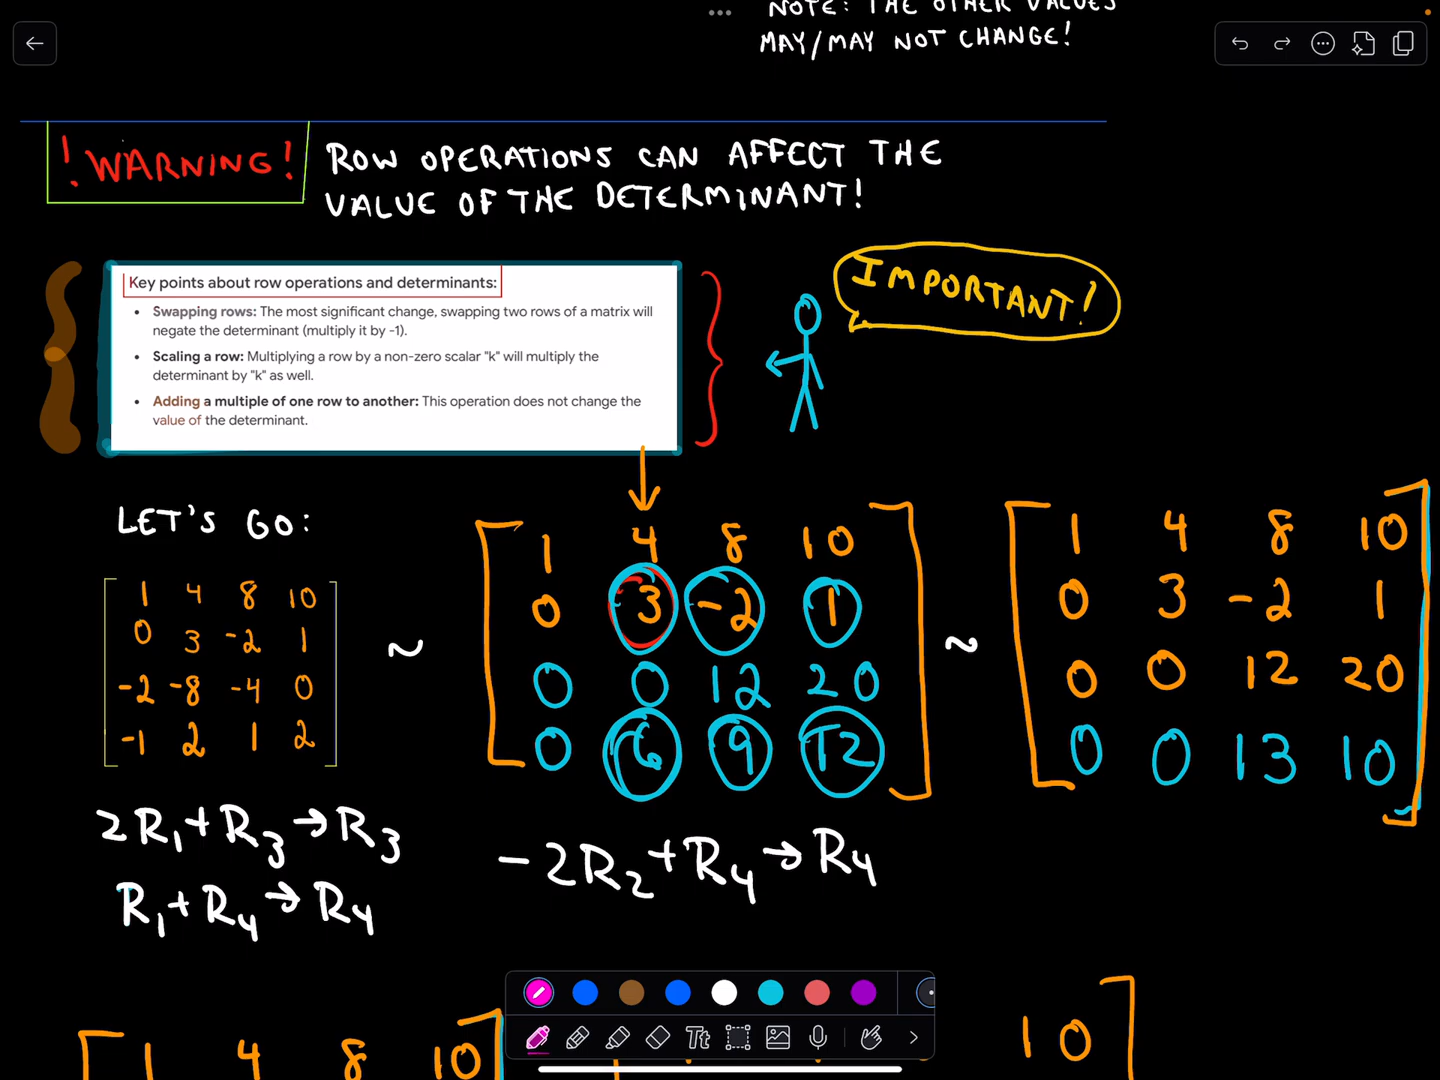 NOTE: THE OTHER VALUES
MAY/MAY NOT CHANGE!
! WARNING! ROW OPERATIONS CAN AFFECT THE
VALUE OF THE DETERMINANT!
Key points about row operations and determinants:
• Swapping rows: The most significant change, swapping two rows of a matrix will
negate the determinant (multiply it by -1).
• Scaling a row: Multiplying a row by a non-zero scalar "k" will multiply the
determinant by "k" as well.
• Adding a multiple of one row to another: This operation does not change the
value of the determinant.
IMPORTANT!
LET'S GO:
1 4 8 10
0 3 -2 1
-2 -8 -4 0
-1 2 1 2
~
1 4 8 10
0 3 -2 1
0 0 12 20
0 6 9 12
~
1 4 8 10
0 3 -2 1
0 0 12 20
0 0 13 10
2R₁+R₃→R₃
R₁+R₄→R₄
-2R₂+R₄→R₄
1 4 8 10
10
Tt